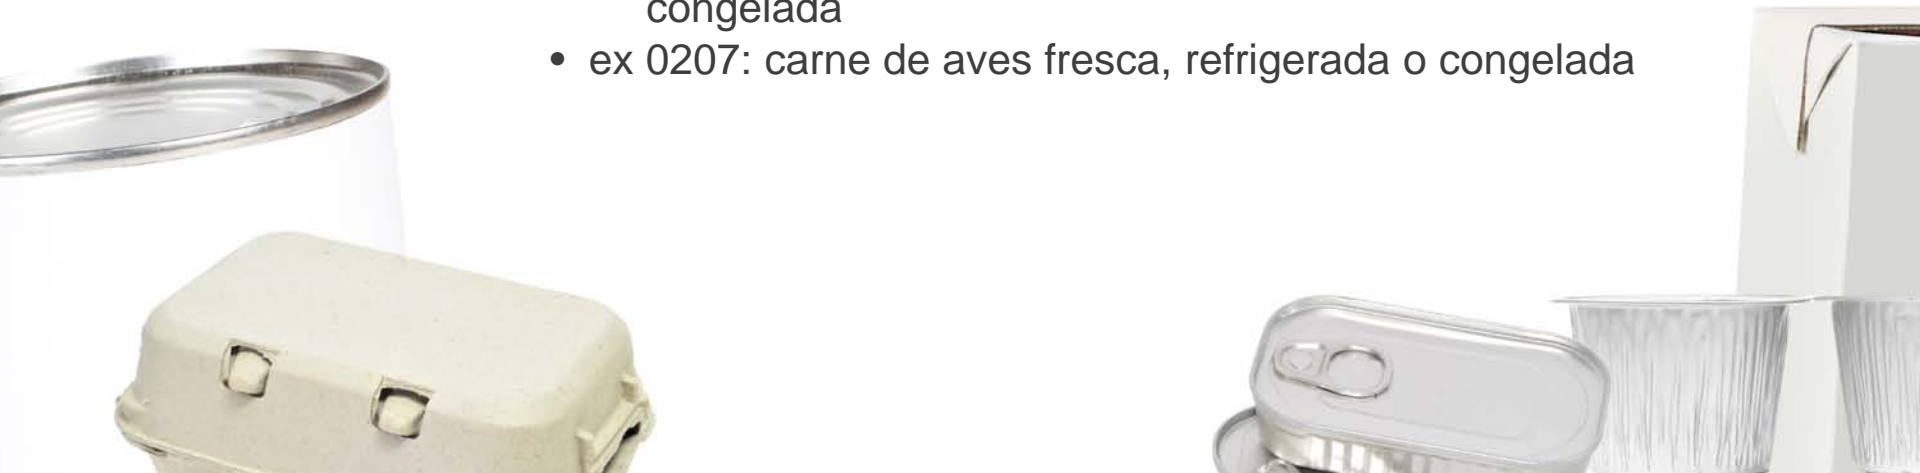 congelada
• ex 0207: carne de aves fresca, refrigerada o congelada